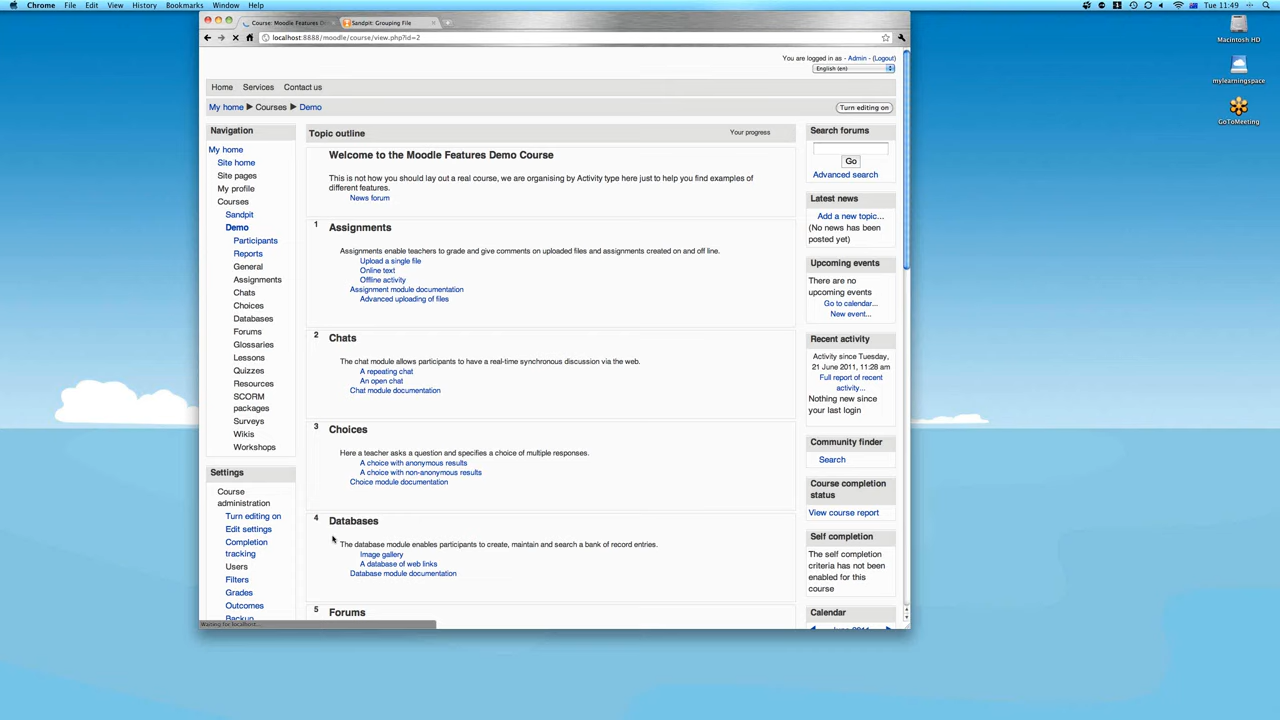 Chrome File Edit View History Bookmarks Window Help
Tue 11:49
Course: Moodle Features De
Sandpit: Grouping File
localhost:8888/moodle/course/view.php?id=2
You are logged in as - Admin - (Logout)
English (en)
Home Services Contact us
My home ► Courses ► Demo
Turn editing on
Navigation
My home
Site home
Site pages
My profile
Courses
Sandpit
Demo
Participants
Reports
General
Assignments
Chats
Choices
Databases
Forums
Glossaries
Lessons
Quizzes
Resources
SCORM
packages
Surveys
Wikis
Workshops
Settings
Course
administration
Turn editing on
Edit settings
Completion
tracking
Users
Filters
Grades
Outcomes
Backup
Waiting for localhost...
Topic outline
Your progress
Welcome to the Moodle Features Demo Course
This is not how you should lay out a real course, we are organising by Activity type here just to help you find examples of
different features.
News forum
1 Assignments
Assignments enable teachers to grade and give comments on uploaded files and assignments created on and off line.
Upload a single file
Online text
Offline activity
Assignment module documentation
Advanced uploading of files
2 Chats
The chat module allows participants to have a real-time synchronous discussion via the web.
A repeating chat
An open chat
Chat module documentation
3 Choices
Here a teacher asks a question and specifies a choice of multiple responses.
A choice with anonymous results
A choice with non-anonymous results
Choice module documentation
4 Databases
The database module enables participants to create, maintain and search a bank of record entries.
Image gallery
A database of web links
Database module documentation
5 Forums
Search forums
Go
Advanced search
Latest news
Add a new topic...
(No news has been
posted yet)
Upcoming events
There are no
upcoming events
Go to calendar...
New event...
Recent activity
Activity since Tuesday,
21 June 2011, 11:28 am
Full report of recent
activity...
Nothing new since
your last login
Community finder
Search
Course completion
status
View course report
Self completion
The self completion
criteria has not been
enabled for this
course
Calendar
June 2011
Macintosh HD
mylearningspace
GoToMeeting